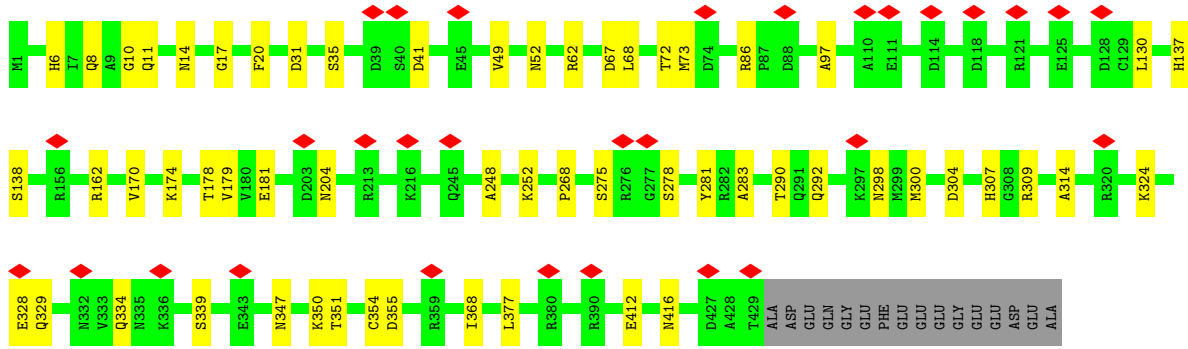 M1 H6 I7 Q8 A9 G10 Q11 N14 G17 F20 D31 S35 D39 S40 D41 E45 V49 N52 R62 D67 L68 T72 M73 D74 R86 P87 D88 A97 A110 E111 D114 D118 R121 E125 D128 C129 L130 H137
S138 R156 R162 V170 K174 T178 V179 V180 E181 D203 N204 R213 K216 Q245 A248 K252 P268 S275 R276 G277 S278 Y281 R282 A283 T290 Q291 Q292 K297 N298 M299 M300 D304 H307 G308 R309 A314 R320 K324
E328 Q329 N332 V333 Q334 N335 K336 S339 E343 N347 K350 T351 C354 D355 R359 I368 L377 R380 R390 E412 N416 D427 A428 T429 ALA ASP GLU GLN GLY GLU PHE GLU GLU GLU GLY GLU GLU ASP GLU ALA